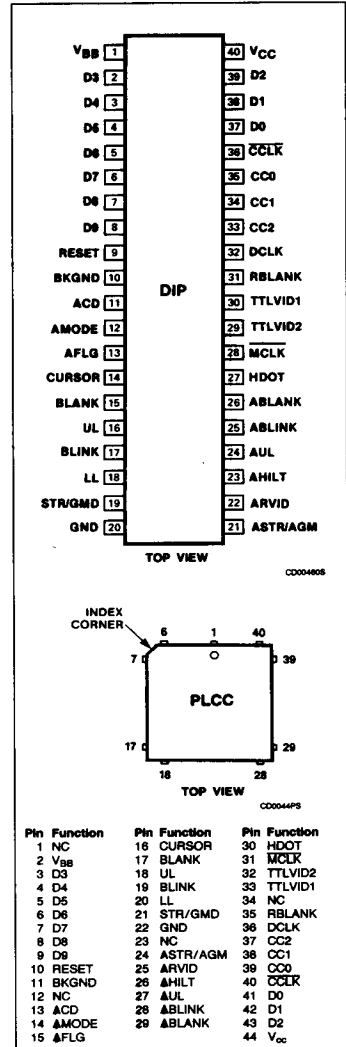 VBB 1 40 VCC
D3 2 39 D2
D4 3 38 D1
D5 4 37 D0
D6 5 36 CCLK
D7 6 35 CC0
D8 7 34 CC1
D9 8 33 CC2
RESET 9 32 DCLK
BKGND 10 31 RBLANK
DIP
ACD 11 30 TTLVID1
AMODE 12 29 TTLVID2
AFLG 13 28 MCLK
CURSOR 14 27 HDOT
BLANK 15 26 ABLANK
UL 16 25 ABLINK
BLINK 17 24 AUL
LL 18 23 AHILT
STR/GMD 19 22 ARVID
GND 20 21 ASTR/AGM
TOP VIEW
CD00460S
INDEX
CORNER
6 1 40
7 39
PLCC
17 29
18 28
TOP VIEW
CD0044PS
Pin Function Pin Function Pin Function
1 NC 16 CURSOR 30 HDOT
2 VBB 17 BLANK 31 MCLK
3 D3 18 UL 32 TTLVID2
4 D4 19 BLINK 33 TTLVID1
5 D5 20 LL 34 NC
6 D6 21 STR/GMD 35 RBLANK
7 D7 22 GND 36 DCLK
8 D8 23 NC 37 CC2
9 D9 24 ASTR/AGM 38 CC1
10 RESET 25 ARVID 39 CC0
11 BKGND 26 AHILT 40 CCLK
12 NC 27 AUL 41 D0
13 ACD 28 ABLINK 42 D1
14 AMODE 29 ABLANK 43 D2
15 AFLG 44 Vcc